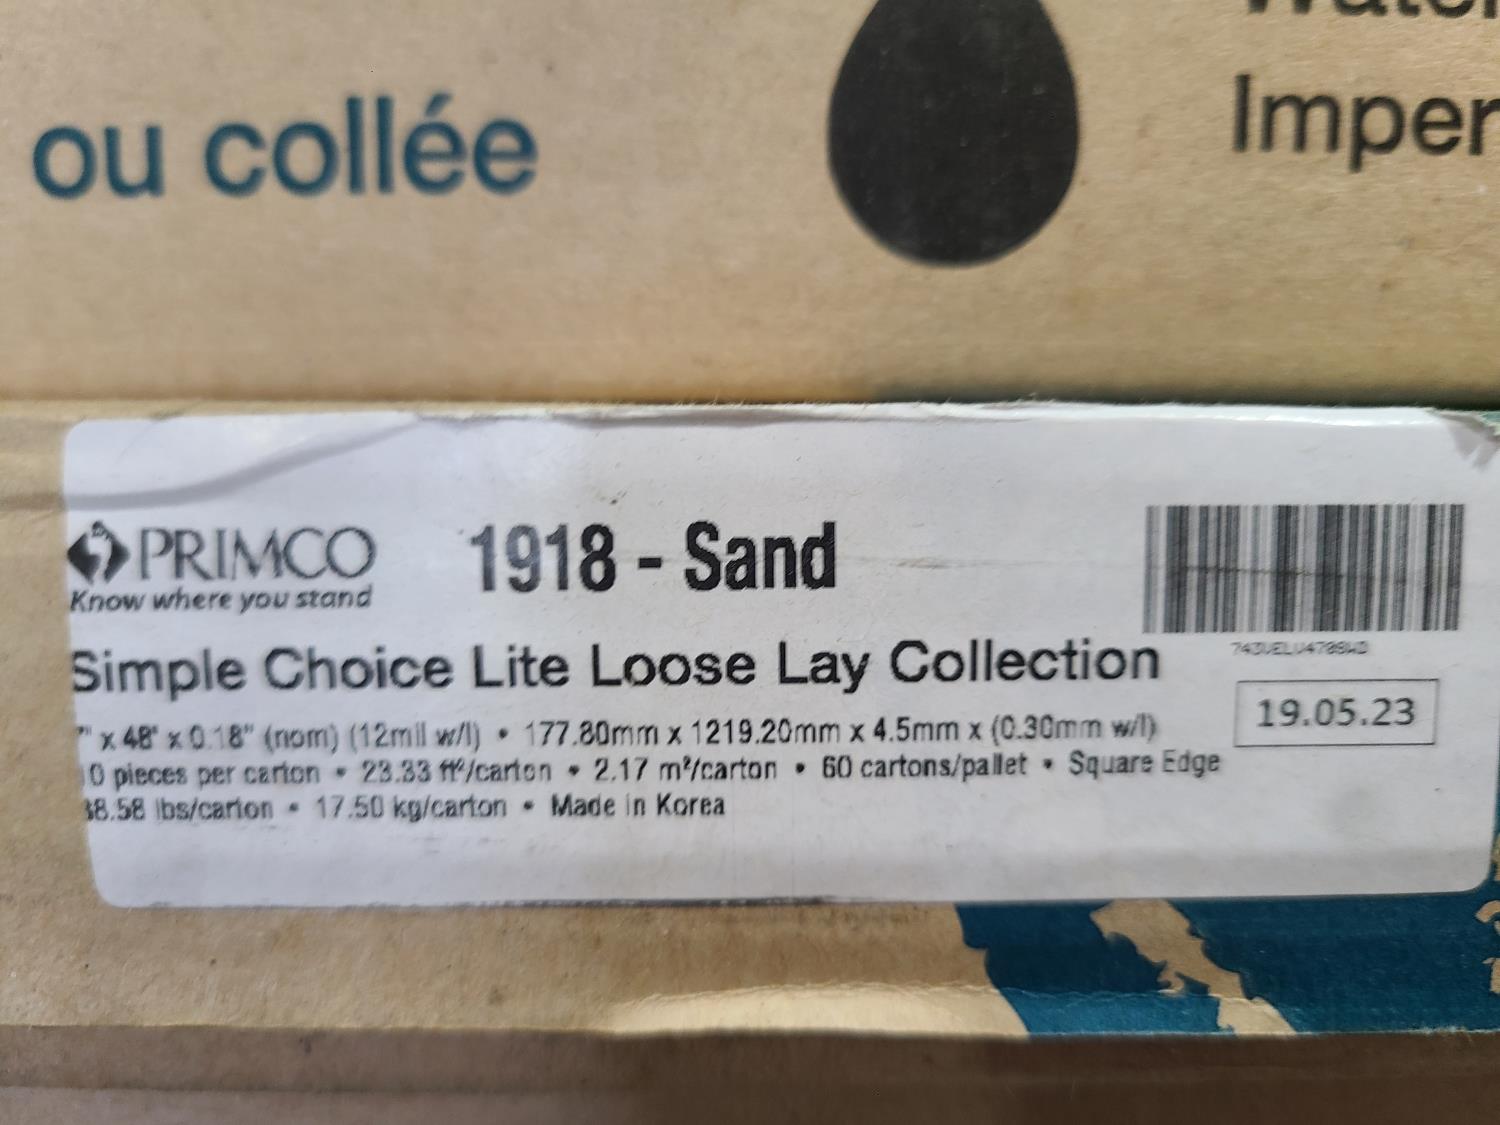 ou collée
Imper
PRIMCO
Know where you stand
1918 - Sand
Simple Choice Lite Loose Lay Collection
" x 48" x 0.18" (nom) (12mil w/l) • 177.80mm x 1219.20mm x 4.5mm x (0.30mm w/l)
19.05.23
0 pieces per carton • 23.33 ft²/carton • 2.17 m²/carton • 60 cartons/pallet • Square Edge
38.58 lbs/carton • 17.50 kg/carton • Made in Korea